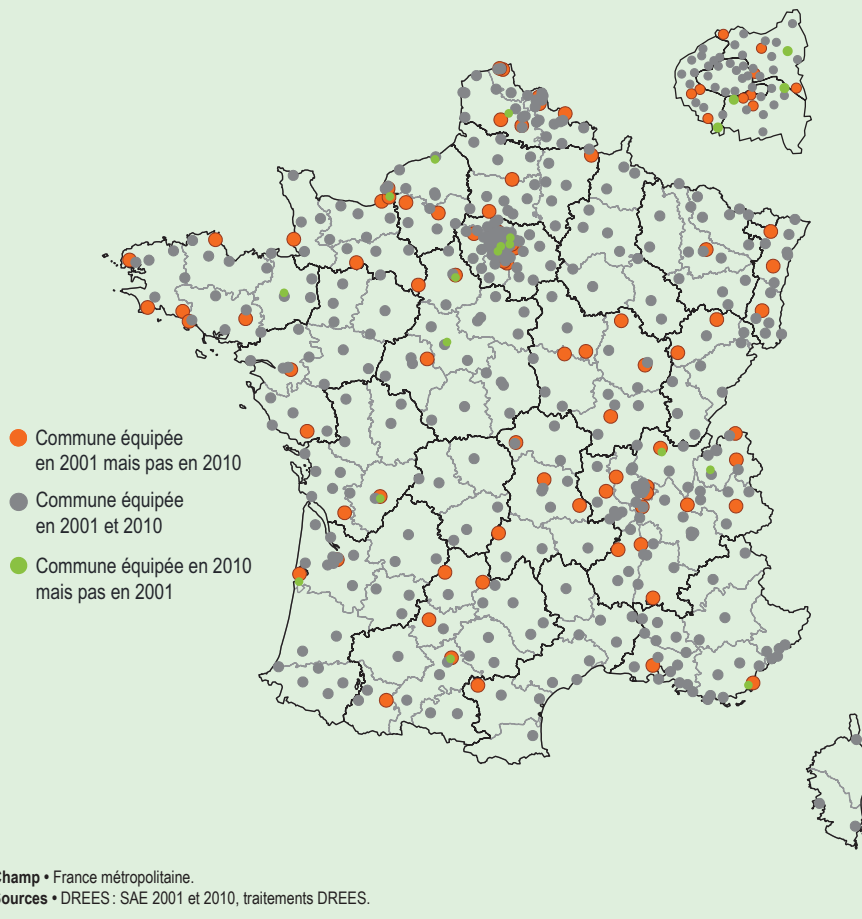 Commune équipée
en 2001 mais pas en 2010
Commune équipée
en 2001 et 2010
Commune équipée en 2010
mais pas en 2001
Champ • France métropolitaine.
Sources • DREES : SAE 2001 et 2010, traitements DREES.